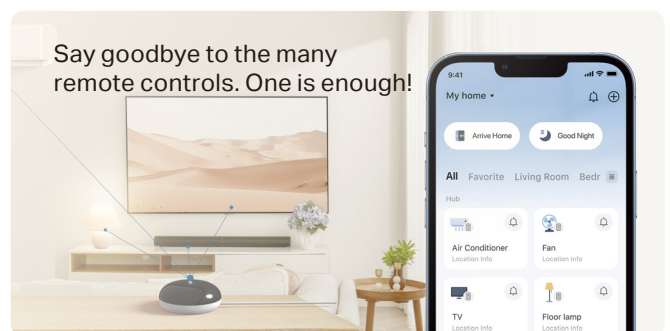 Say goodbye to the many
remote controls. One is enough!
9:41
My home
Arrive Home
Good Night
All Favorite Living Room Bedr
Hub
Air Conditioner
Location Info
Fan
Location Info
TV
Location Info
Floor lamp
Location Info